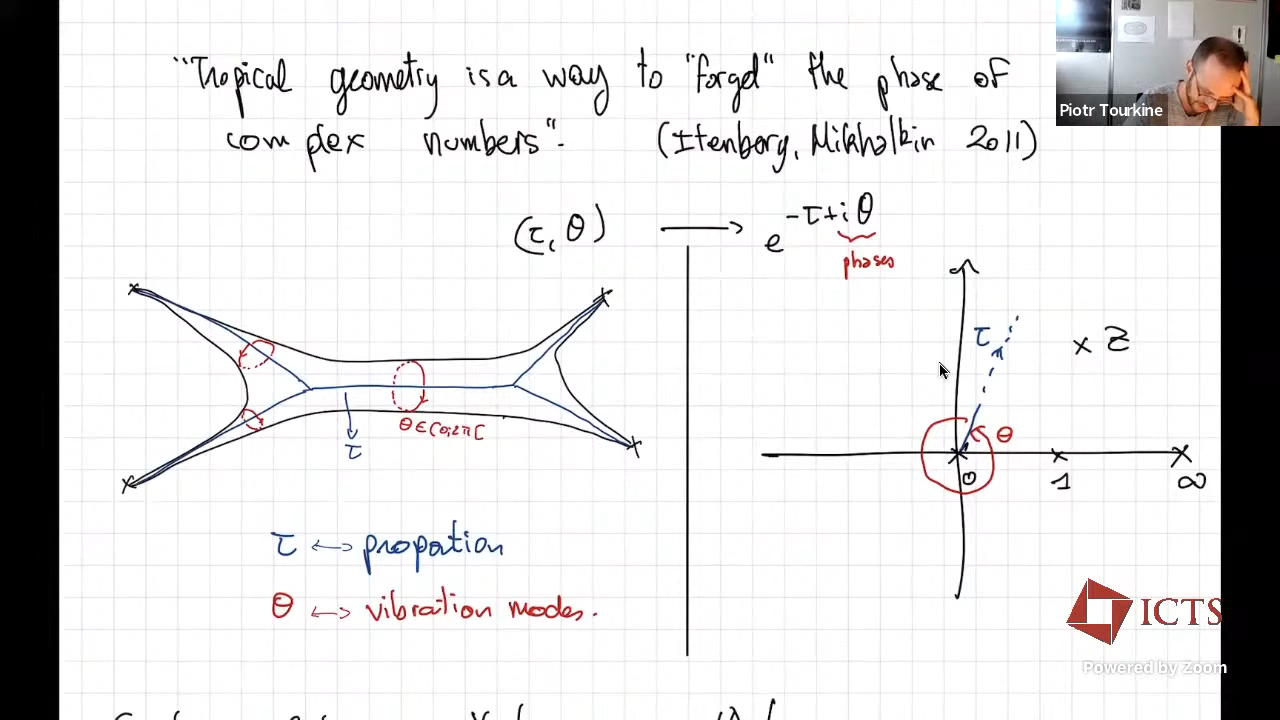 "Tropical geometry is a way to "forget" the phase of
complex numbers". (Itenberg, Mikhalkin 2011)
Piotr Tourkine
(τ, θ) → e^{-τ+iθ}
phases
τ
x z
θ ∈ [0, 2π[
τ
θ
0 1 ∞
τ ↔ propation
θ ↔ vibration modes.
ICTS
Powered by Zoom